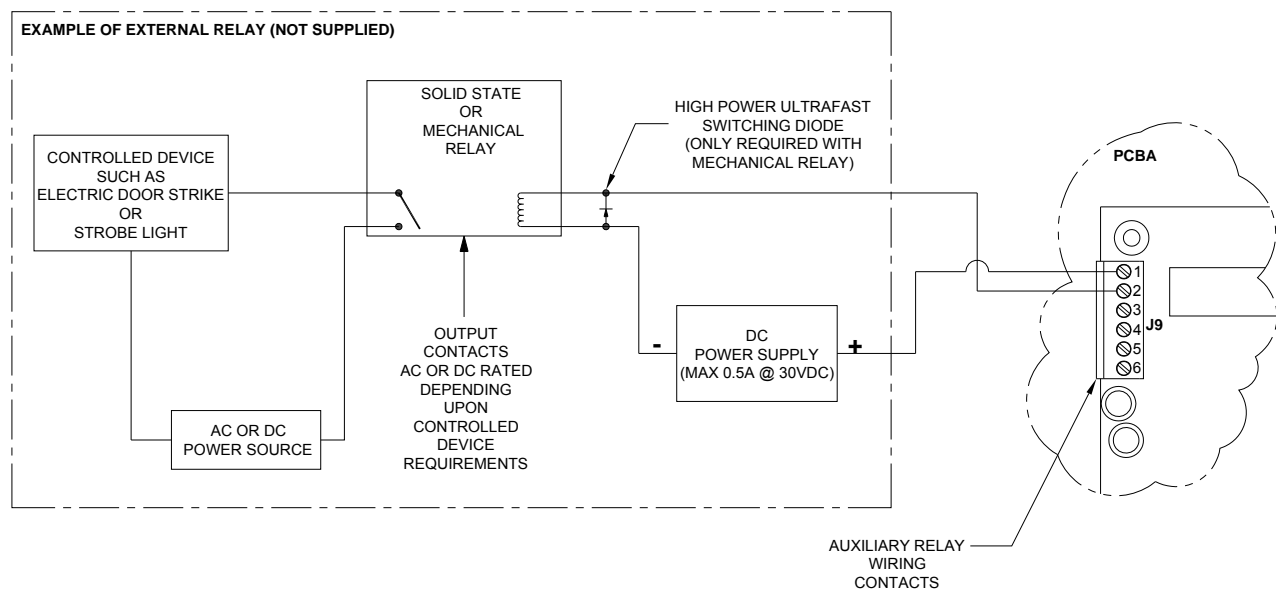 EXAMPLE OF EXTERNAL RELAY (NOT SUPPLIED)
CONTROLLED DEVICE
SUCH AS
ELECTRIC DOOR STRIKE
OR
STROBE LIGHT
SOLID STATE
OR
MECHANICAL
RELAY
HIGH POWER ULTRAFAST
SWITCHING DIODE
(ONLY REQUIRED WITH
MECHANICAL RELAY)
AC OR DC
POWER SOURCE
OUTPUT
CONTACTS
AC OR DC RATED
DEPENDING
UPON
CONTROLLED
DEVICE
REQUIREMENTS
-
DC
POWER SUPPLY
(MAX 0.5A @ 30VDC)
+
PCBA
1
2
3
4
5
6
J9
AUXILIARY RELAY
WIRING
CONTACTS